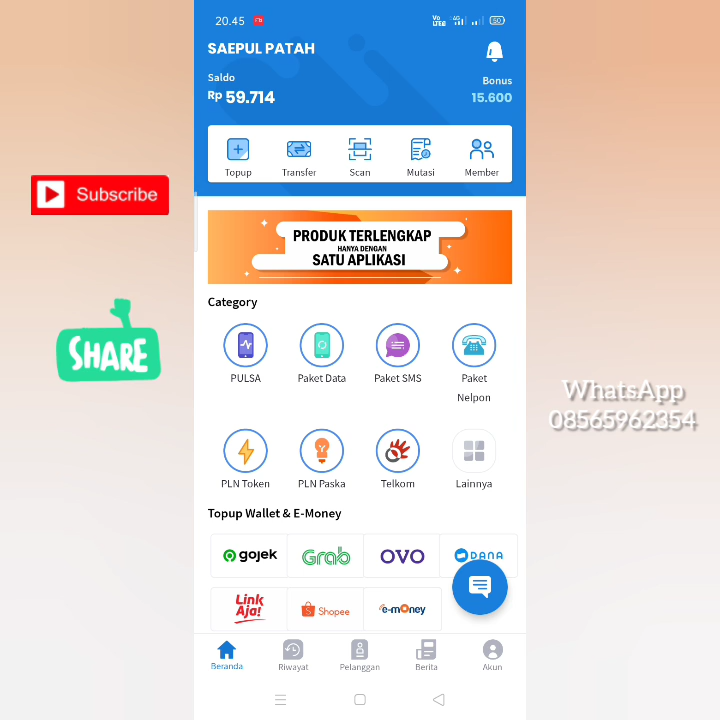 20.45
SAEPUL PATAH
Saldo
Rp 59.714
Bonus
15.600
Topup
Transfer
Scan
Mutasi
Member
PRODUK TERLENGKAP
HANYA DENGAN
SATU APLIKASI
Category
PULSA
Paket Data
Paket SMS
Paket
Nelpon
PLN Token
PLN Paska
Telkom
Lainnya
Topup Wallet & E-Money
gojek
Grab
OVO
DANA
Link
Aja!
Shopee
e-money
Beranda
Riwayat
Pelanggan
Berita
Akun
Subscribe
SHARE
WhatsApp
08565962354